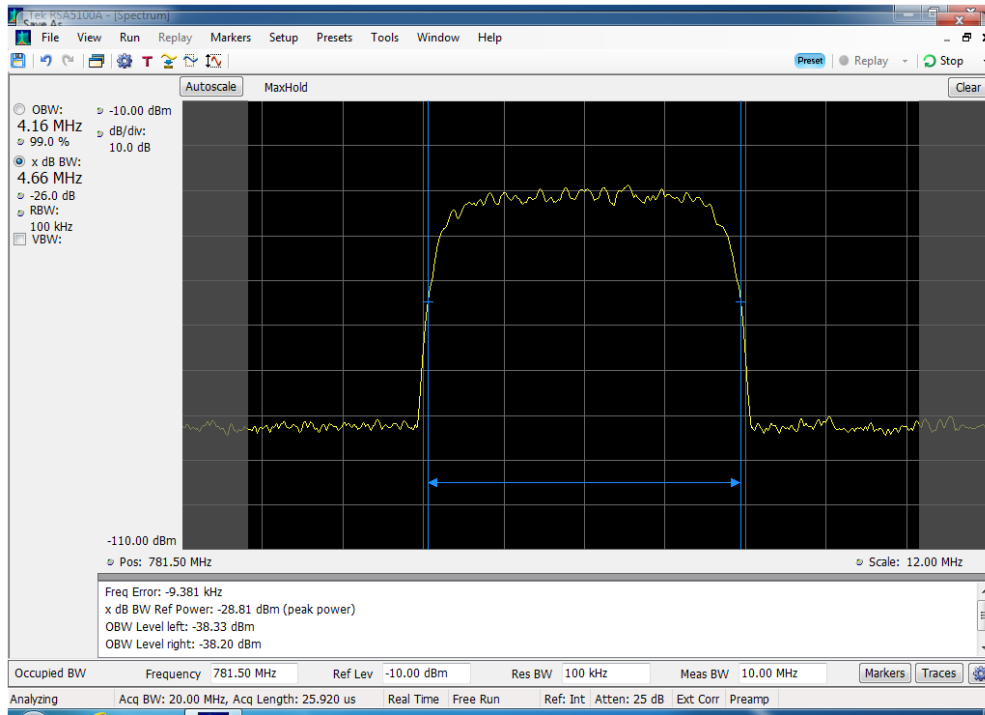 Tek RSA5100A - [Spectrum]
Save As
File View Run Replay Markers Setup Presets Tools Window Help
Preset Replay Stop
Autoscale MaxHold Clear
OBW:
4.16 MHz
99.0 %
x dB BW:
4.66 MHz
-26.0 dB
RBW:
100 kHz
VBW:
-10.00 dBm
dB/div:
10.0 dB
-110.00 dBm
Pos: 781.50 MHz Scale: 12.00 MHz
Freq Error: -9.381 kHz
x dB BW Ref Power: -28.81 dBm (peak power)
OBW Level left: -38.33 dBm
OBW Level right: -38.20 dBm
Occupied BW Frequency 781.50 MHz Ref Lev -10.00 dBm Res BW 100 kHz Meas BW 10.00 MHz Markers Traces
Analyzing Acq BW: 20.00 MHz, Acq Length: 25.920 us Real Time Free Run Ref: Int Atten: 25 dB Ext Corr Preamp